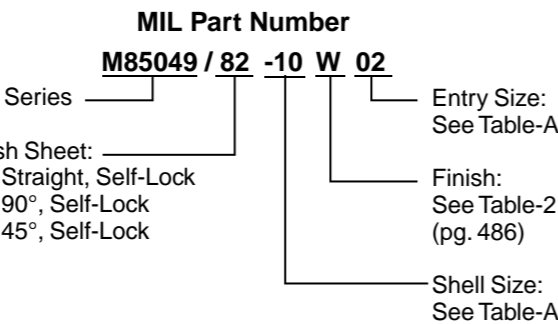 MIL Part Number
M85049 / 82 -10 W 02
Series
Sheet:
Straight, Self-Lock
90°, Self-Lock
45°, Self-Lock
Entry Size:
See Table-A
Finish:
See Table-2
(pg. 486)
Shell Size:
See Table-A